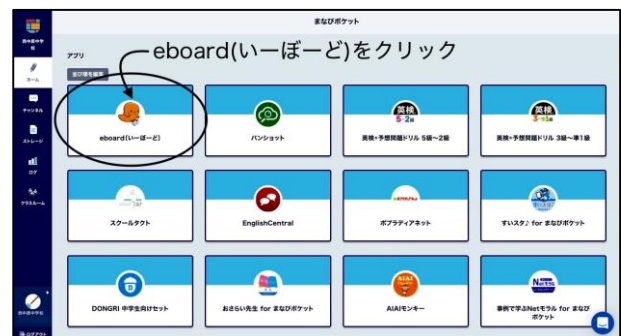 まなびポケット
アプリ
eboard(いーぼーど)をクリック
並び順を編集
ホーム
チャンネル
ストレージ
ログ
クラスルーム
ログアウト
eboard(いーぼーど)
パンショット
英検®予想問題ドリル 5級〜2級
英検®予想問題ドリル 3級〜準1級
スクールタクト
EnglishCentral
ポプラディアネット
すいスタ♪ for まなびポケット
DONGRI 中学生向けセット
おさらい先生 for まなびポケット
AIAIモンキー
事例で学ぶNetモラル for まなび
ポケット